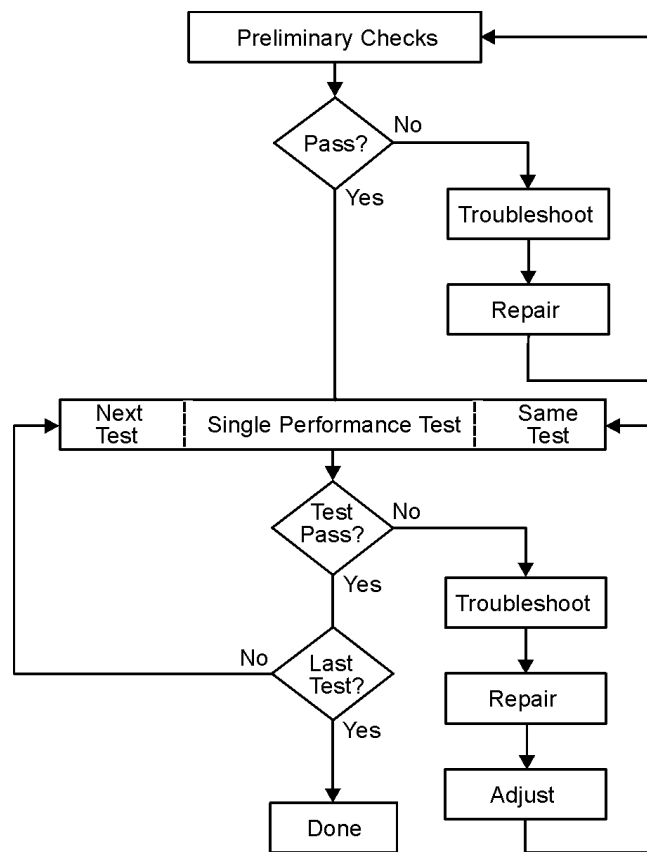 Preliminary Checks
Pass?
No
Yes
Troubleshoot
Repair
Next
Test
Single Performance Test
Same
Test
Test
Pass?
No
Yes
Troubleshoot
No
Last
Test?
Repair
Yes
Adjust
Done